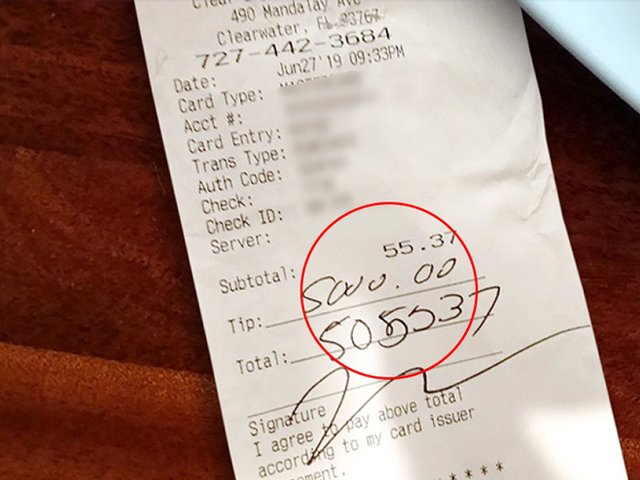 490 Mandalay Ave
Clearwater, FL 33767
727-442-3684
Date: Jun27'19 09:33PM
Card Type:
Acct #:
Card Entry:
Trans Type:
Auth Code:
Check:
Check ID:
Server:
Subtotal: 55.37
Tip: 5000.00
Total: 505537
Signature
I agree to pay above total
according to my card issuer
* * * *